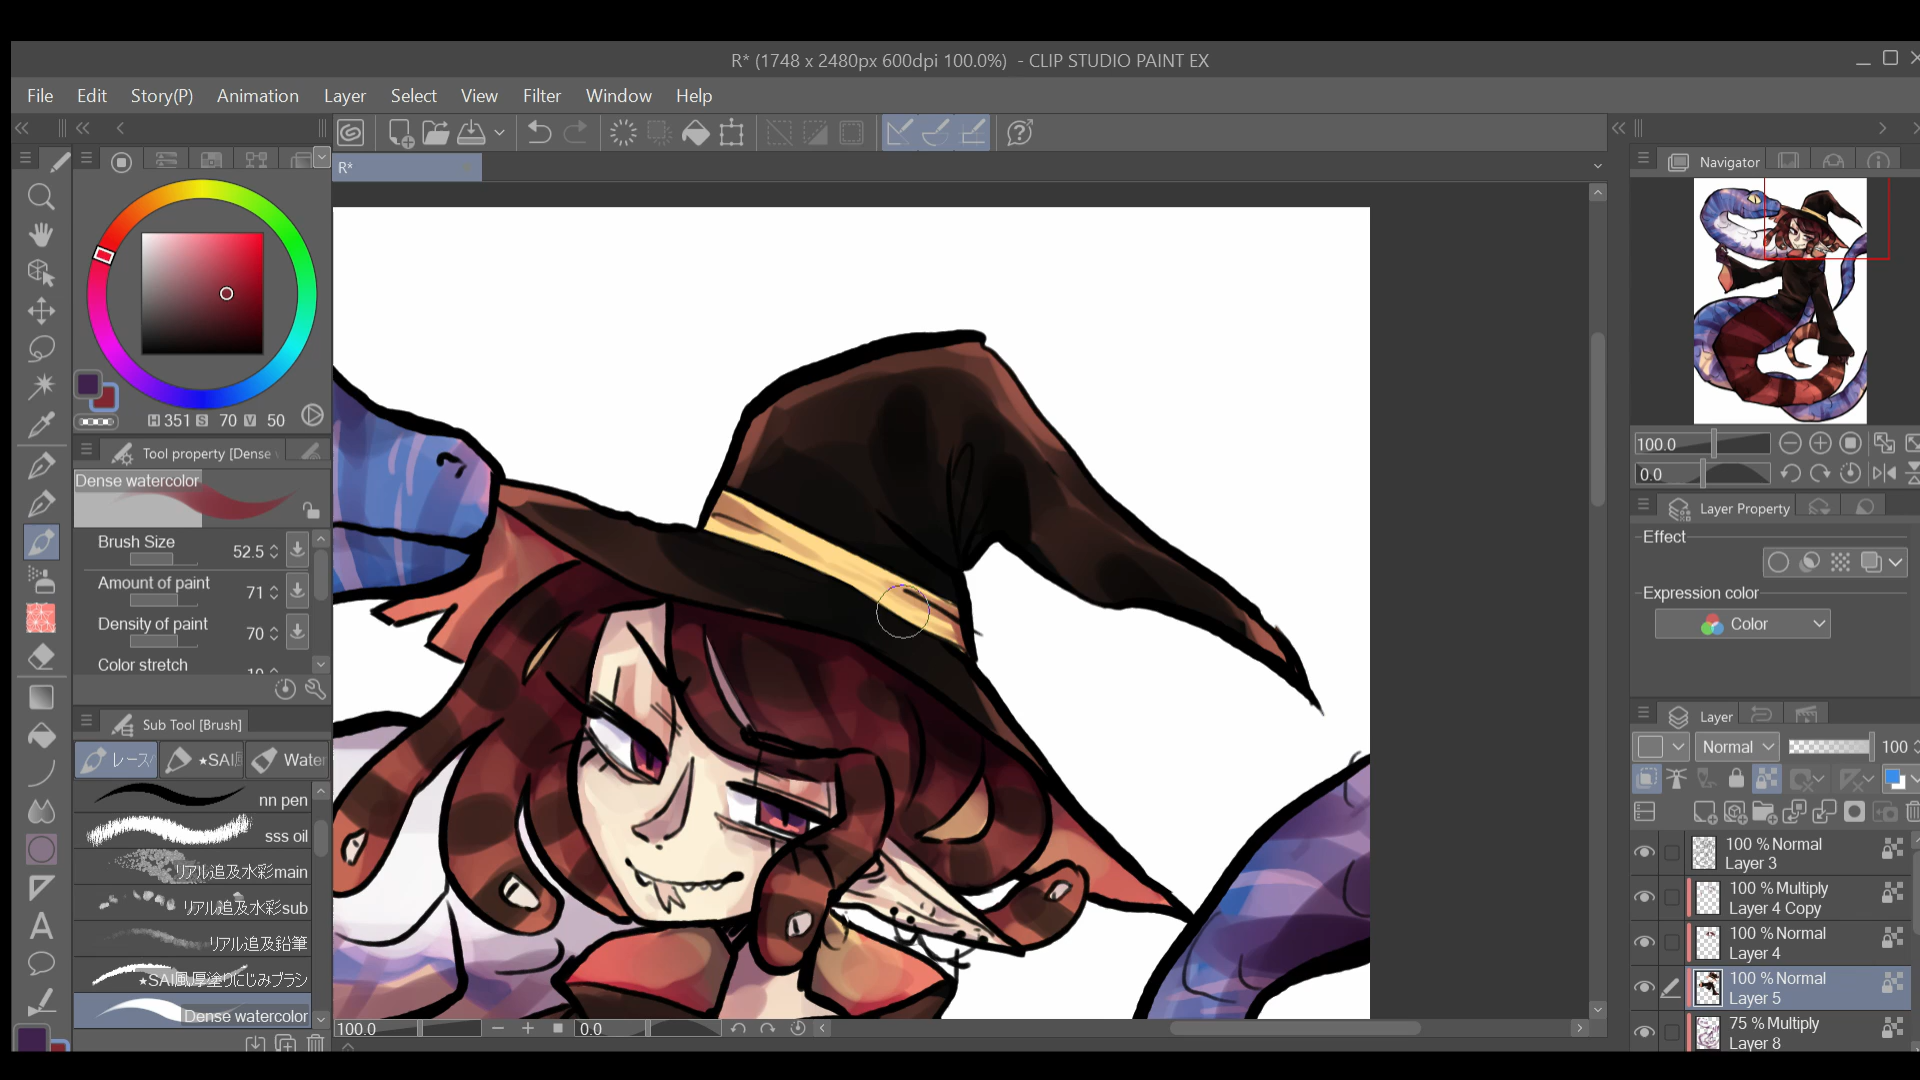 R* (1748 x 2480px 600dpi 100.0%)  - CLIP STUDIO PAINT EX
File Edit Story(P) Animation Layer Select View Filter Window Help
R*
Navigator
H 351 S 70 V 50
Tool property [Dense
Dense watercolor
Brush Size 52.5
Amount of paint 71
Density of paint 70
Color stretch
Sub Tool [Brush]
★SAI Water
nn pen
sss oil
リアル追及水彩main
リアル追及水彩sub
リアル追及鉛筆
★SAI風厚塗りにじみブラシ
Dense watercolor
100.0 0.0
100.0
0.0
Layer Property
Effect
Expression color
Color
Layer
Normal 100
100 % Normal
Layer 3
100 % Multiply
Layer 4 Copy
100 % Normal
Layer 4
100 % Normal
Layer 5
75 % Multiply
Layer 8